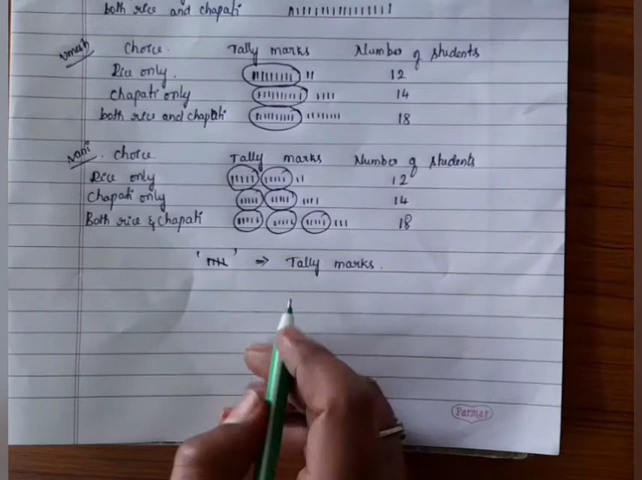 both rice and chapati ||||||||||||||||||
Umesh Choice. Tally marks Number of students
Rice only. |||||||||| || 12
Chapati only |||||||||| |||| 14
both rice and chapati |||||||||| |||||||| 18
Vani. Choice Tally marks Number of students
Rice only ||||| ||||| || 12
Chapati only ||||| ||||| |||| 14
Both rice & Chapati ||||| ||||| ||||| ||| 18
' ' ⇒ Tally marks.
Parmar